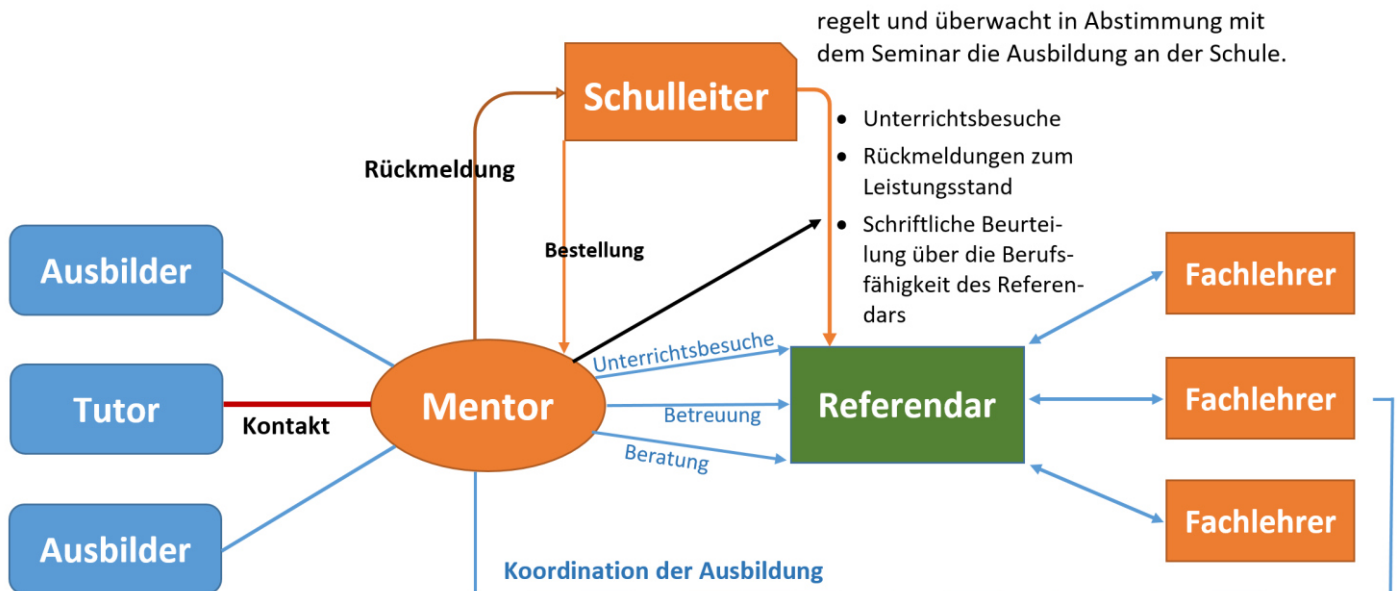 regelt und überwacht in Abstimmung mit
dem Seminar die Ausbildung an der Schule.
Schulleiter
• Unterrichtsbesuche
• Rückmeldungen zum
Leistungsstand
• Schriftliche Beurtei-
lung über die Berufs-
fähigkeit des Referen-
dars
Rückmeldung
Bestellung
Ausbilder
Tutor
Ausbilder
Kontakt
Mentor
Unterrichtsbesuche
Betreuung
Beratung
Referendar
Fachlehrer
Fachlehrer
Fachlehrer
Koordination der Ausbildung